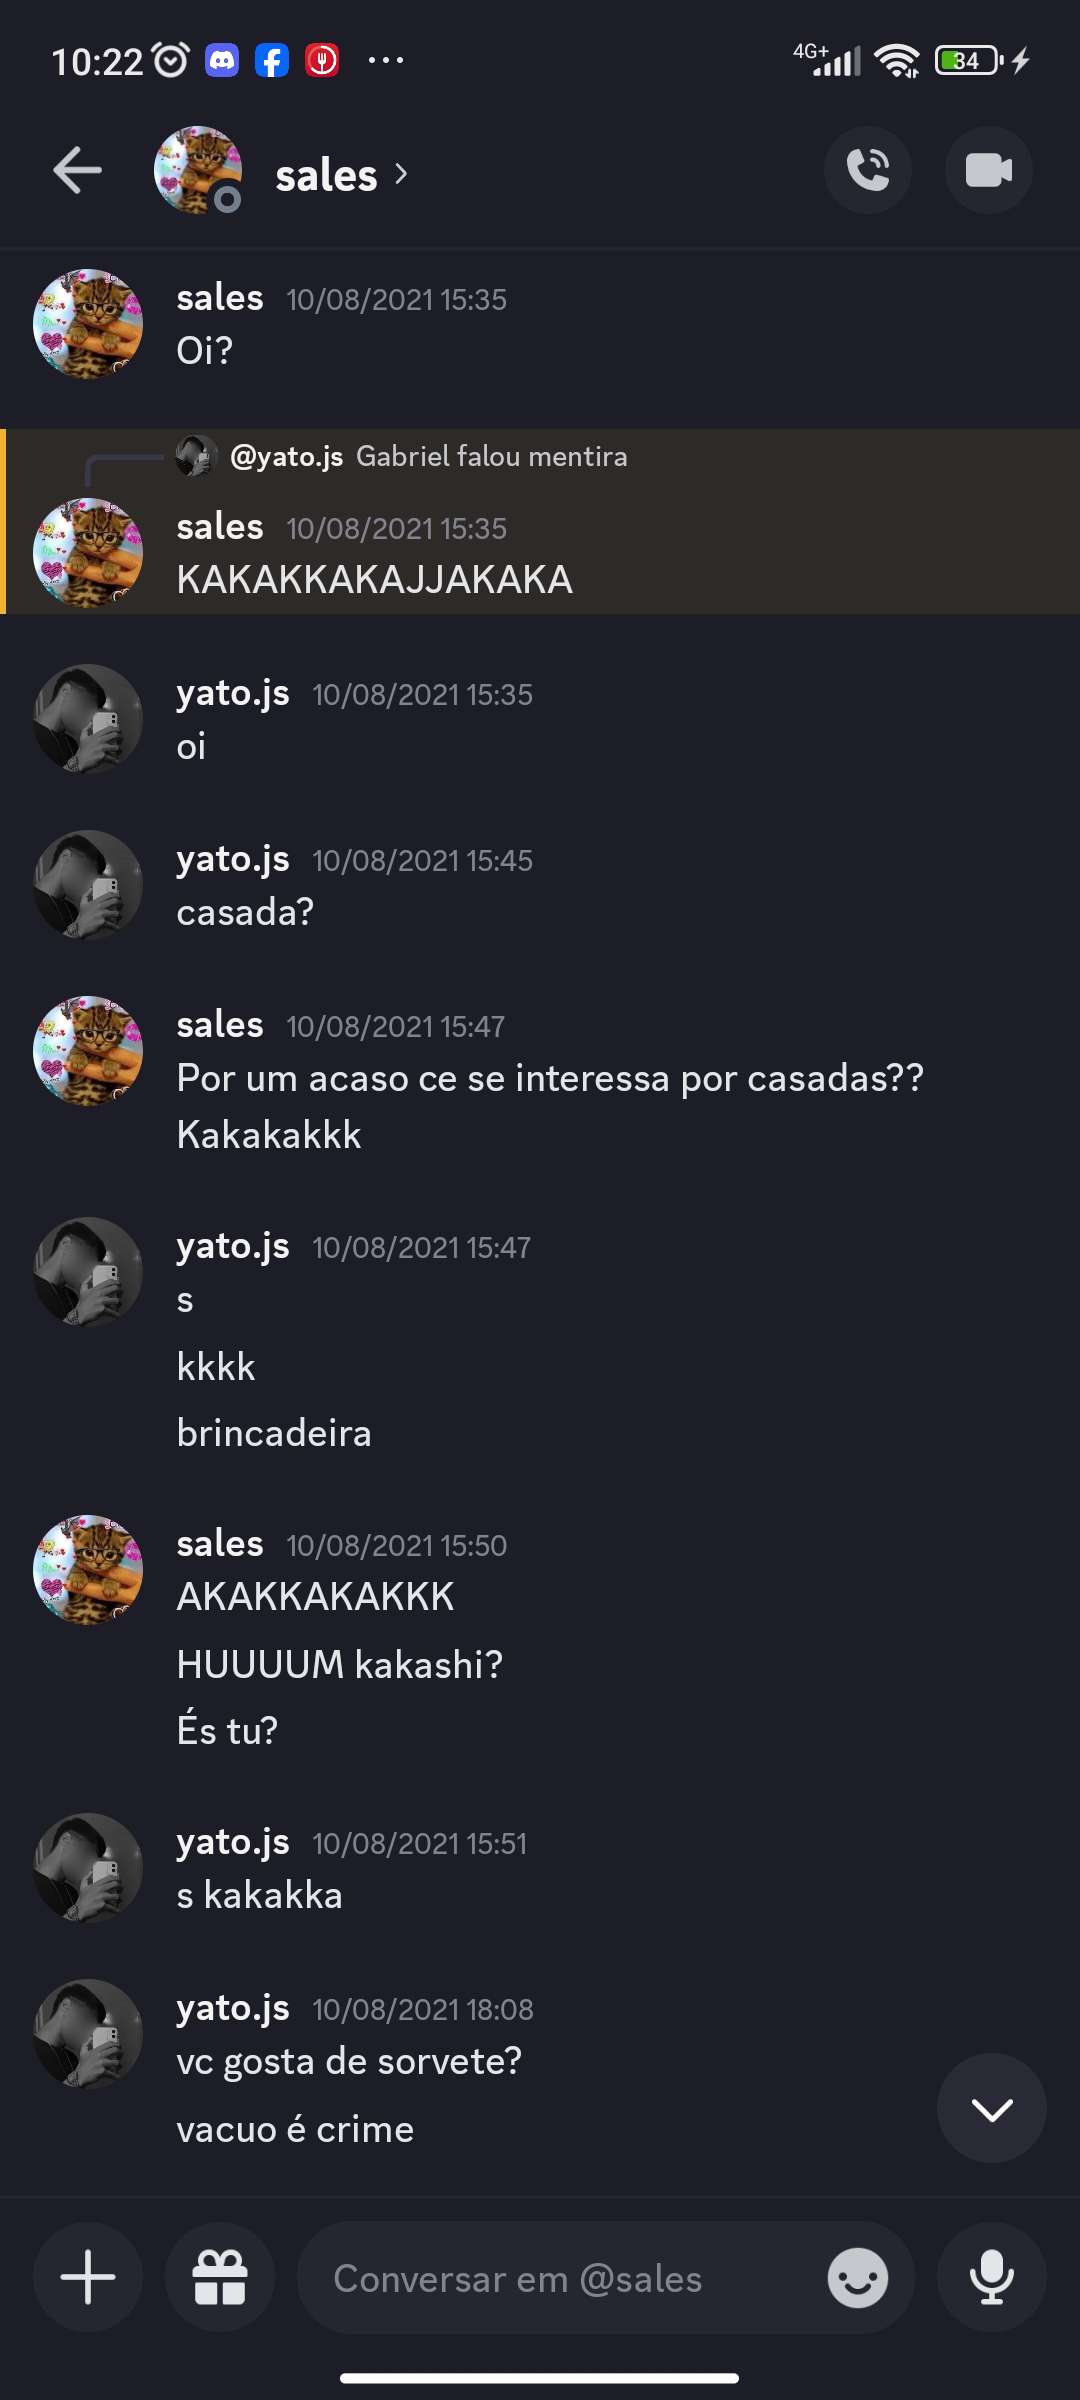 10:22
4G+
34
sales
sales 10/08/2021 15:35
Oi?
@yato.js Gabriel falou mentira
sales 10/08/2021 15:35
KAKAKKAKAJJAKAKA
yato.js 10/08/2021 15:35
oi
yato.js 10/08/2021 15:45
casada?
sales 10/08/2021 15:47
Por um acaso ce se interessa por casadas??
Kakakakkk
yato.js 10/08/2021 15:47
s
kkkk
brincadeira
sales 10/08/2021 15:50
AKAKKAKAKKK
HUUUUM kakashi?
És tu?
yato.js 10/08/2021 15:51
s kakakka
yato.js 10/08/2021 18:08
vc gosta de sorvete?
vacuo é crime
Conversar em @sales